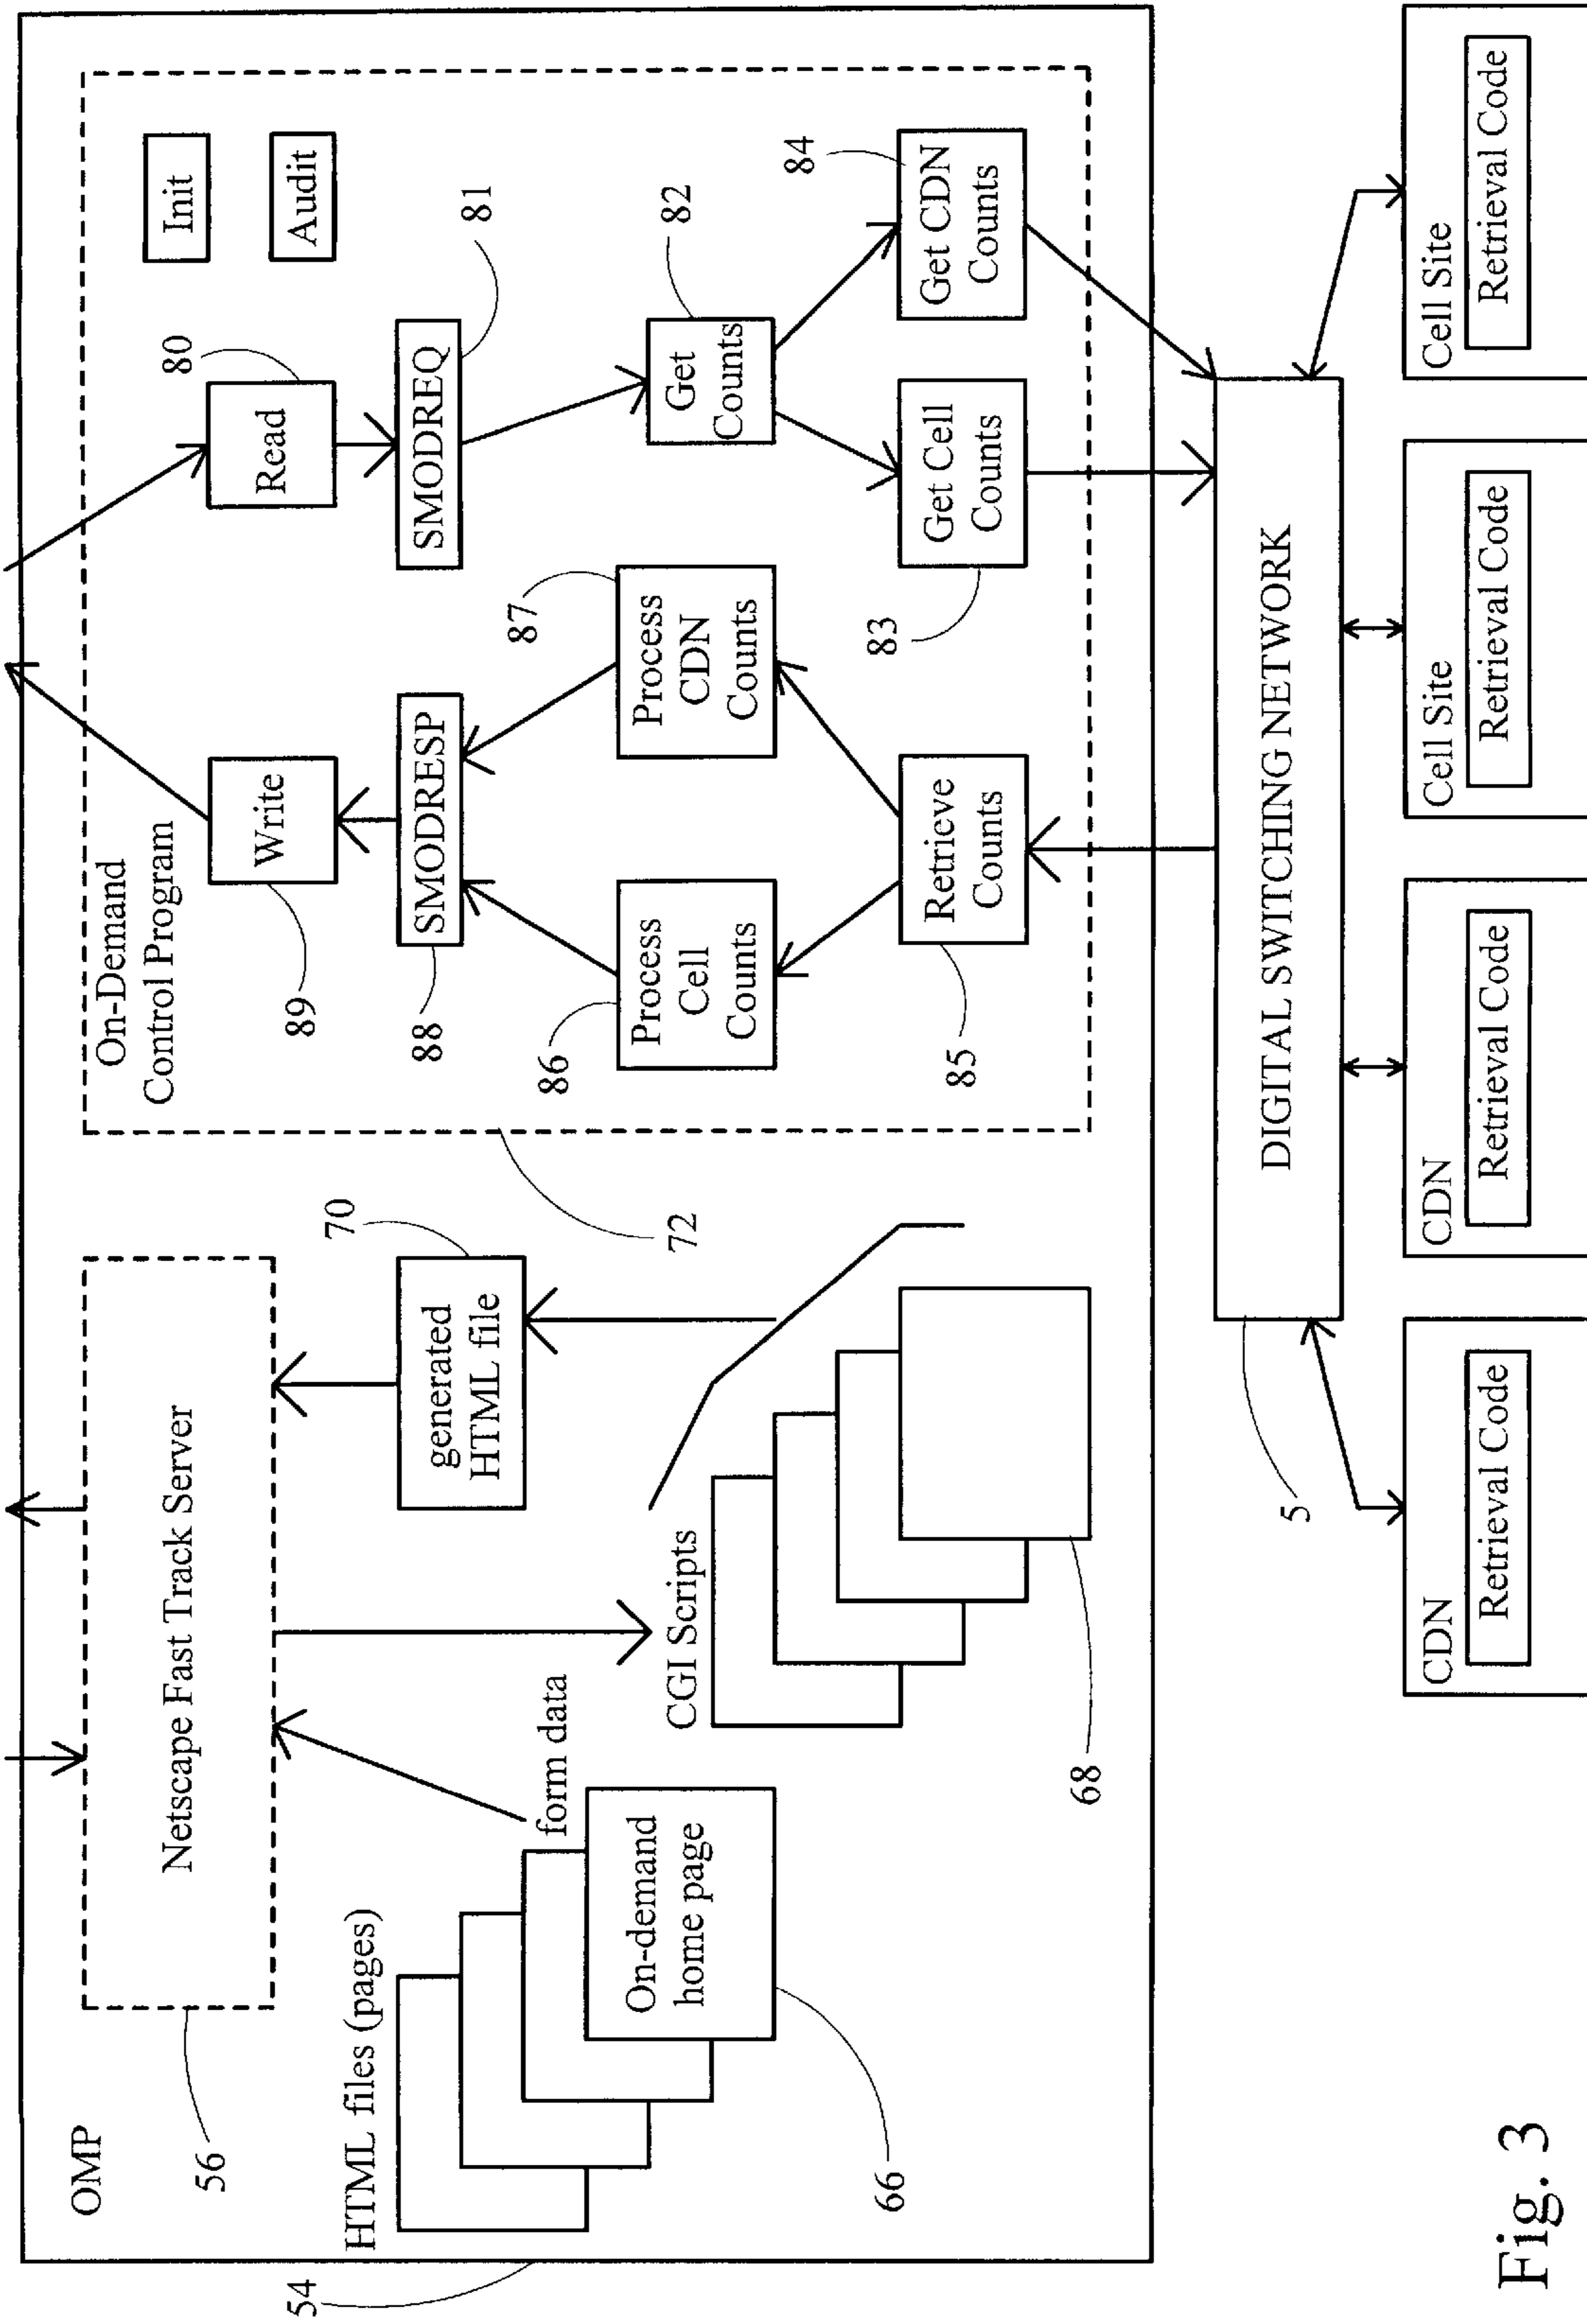 OMP
54
56
Netscape Fast Track Server
HTML files (pages)
On-demand
home page
66
form data
CGI Scripts
68
generated
HTML file
70
72
On-Demand
Control Program
Init
Audit
Write
89
Read
80
SMODRESP
88
SMODREQ
81
Process
Cell
Counts
86
Process
CDN
Counts
87
Get
Counts
82
Retrieve
Counts
85
Get Cell
Counts
83
Get CDN
Counts
84
DIGITAL SWITCHING NETWORK
5
CDN
Retrieval Code
CDN
Retrieval Code
Cell Site
Retrieval Code
Cell Site
Retrieval Code
Fig. 3